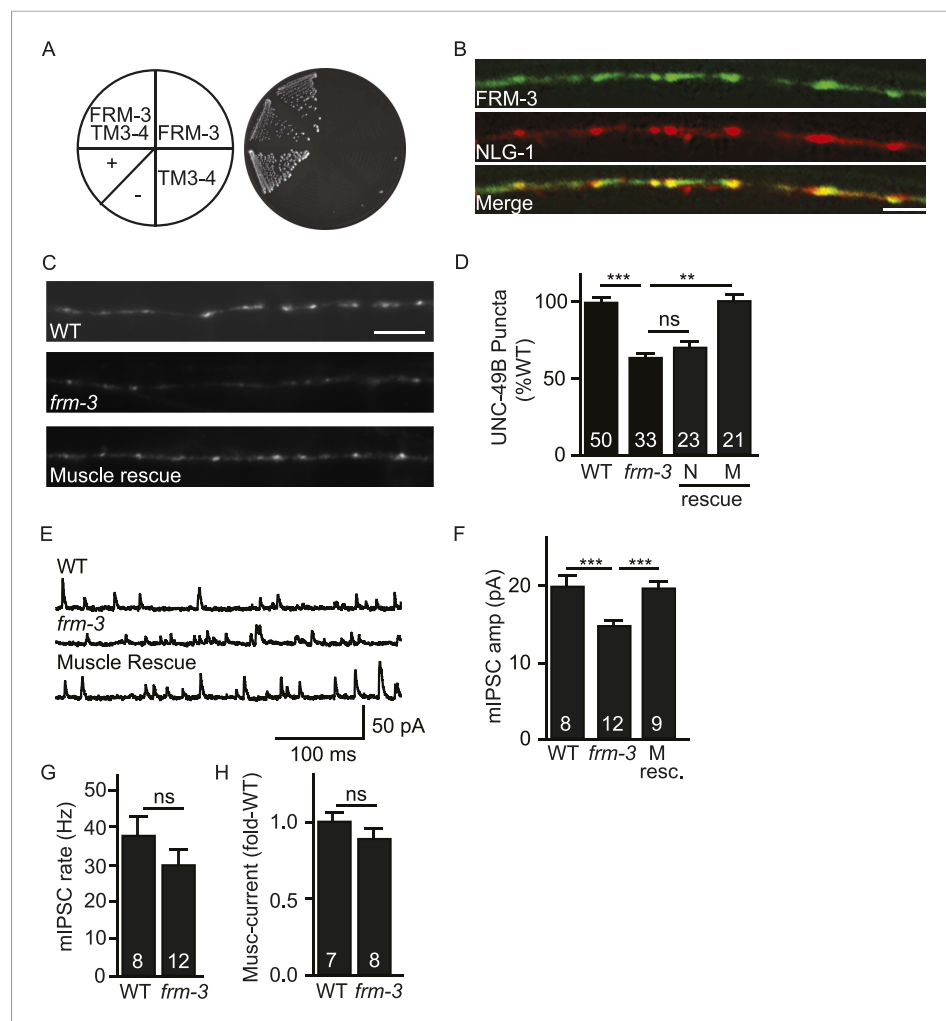 A
FRM-3
TM3-4
FRM-3
+
-
TM3-4
B
FRM-3
NLG-1
Merge
C
WT
frm-3
Muscle rescue
D
UNC-49B Puncta
(%WT)
100
50
0
***
**
ns
50
33
23
21
WT
frm-3
N
M
rescue
E
WT
frm-3
Muscle Rescue
50 pA
100 ms
F
mIPSC amp (pA)
20
10
0
***
***
8
12
9
WT
frm-3
M
resc.
G
mIPSC rate (Hz)
50
40
30
20
10
0
ns
8
12
WT
frm-3
H
Musc-current (fold-WT)
1.0
0.5
0.0
ns
7
8
WT
frm-3